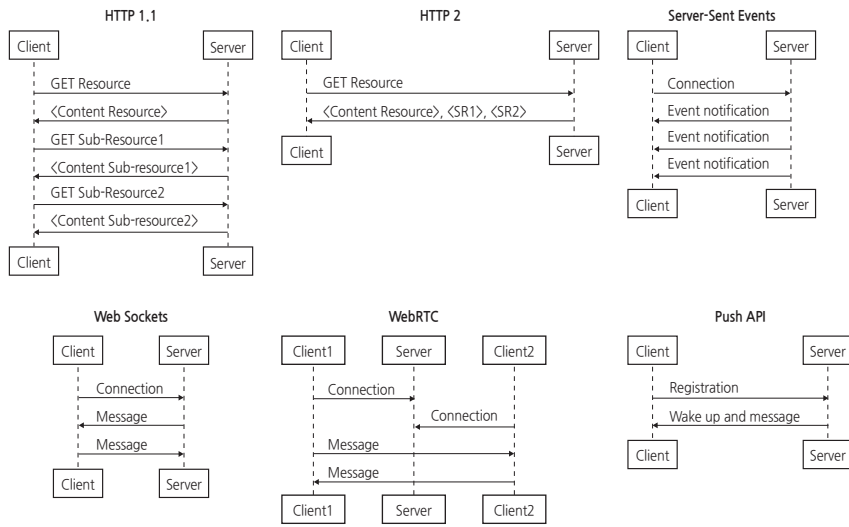 HTTP 1.1
Client
Server
GET Resource
<Content Resource>
GET Sub-Resource1
<Content Sub-resource1>
GET Sub-Resource2
<Content Sub-resource2>
Client
Server
HTTP 2
Client
Server
GET Resource
<Content Resource>, <SR1>, <SR2>
Client
Server
Server-Sent Events
Client
Server
Connection
Event notification
Event notification
Event notification
Client
Server
Web Sockets
Client
Server
Connection
Message
Message
Client
Server
WebRTC
Client1
Server
Client2
Connection
Connection
Message
Message
Client1
Server
Client2
Push API
Client
Server
Registration
Wake up and message
Client
Server